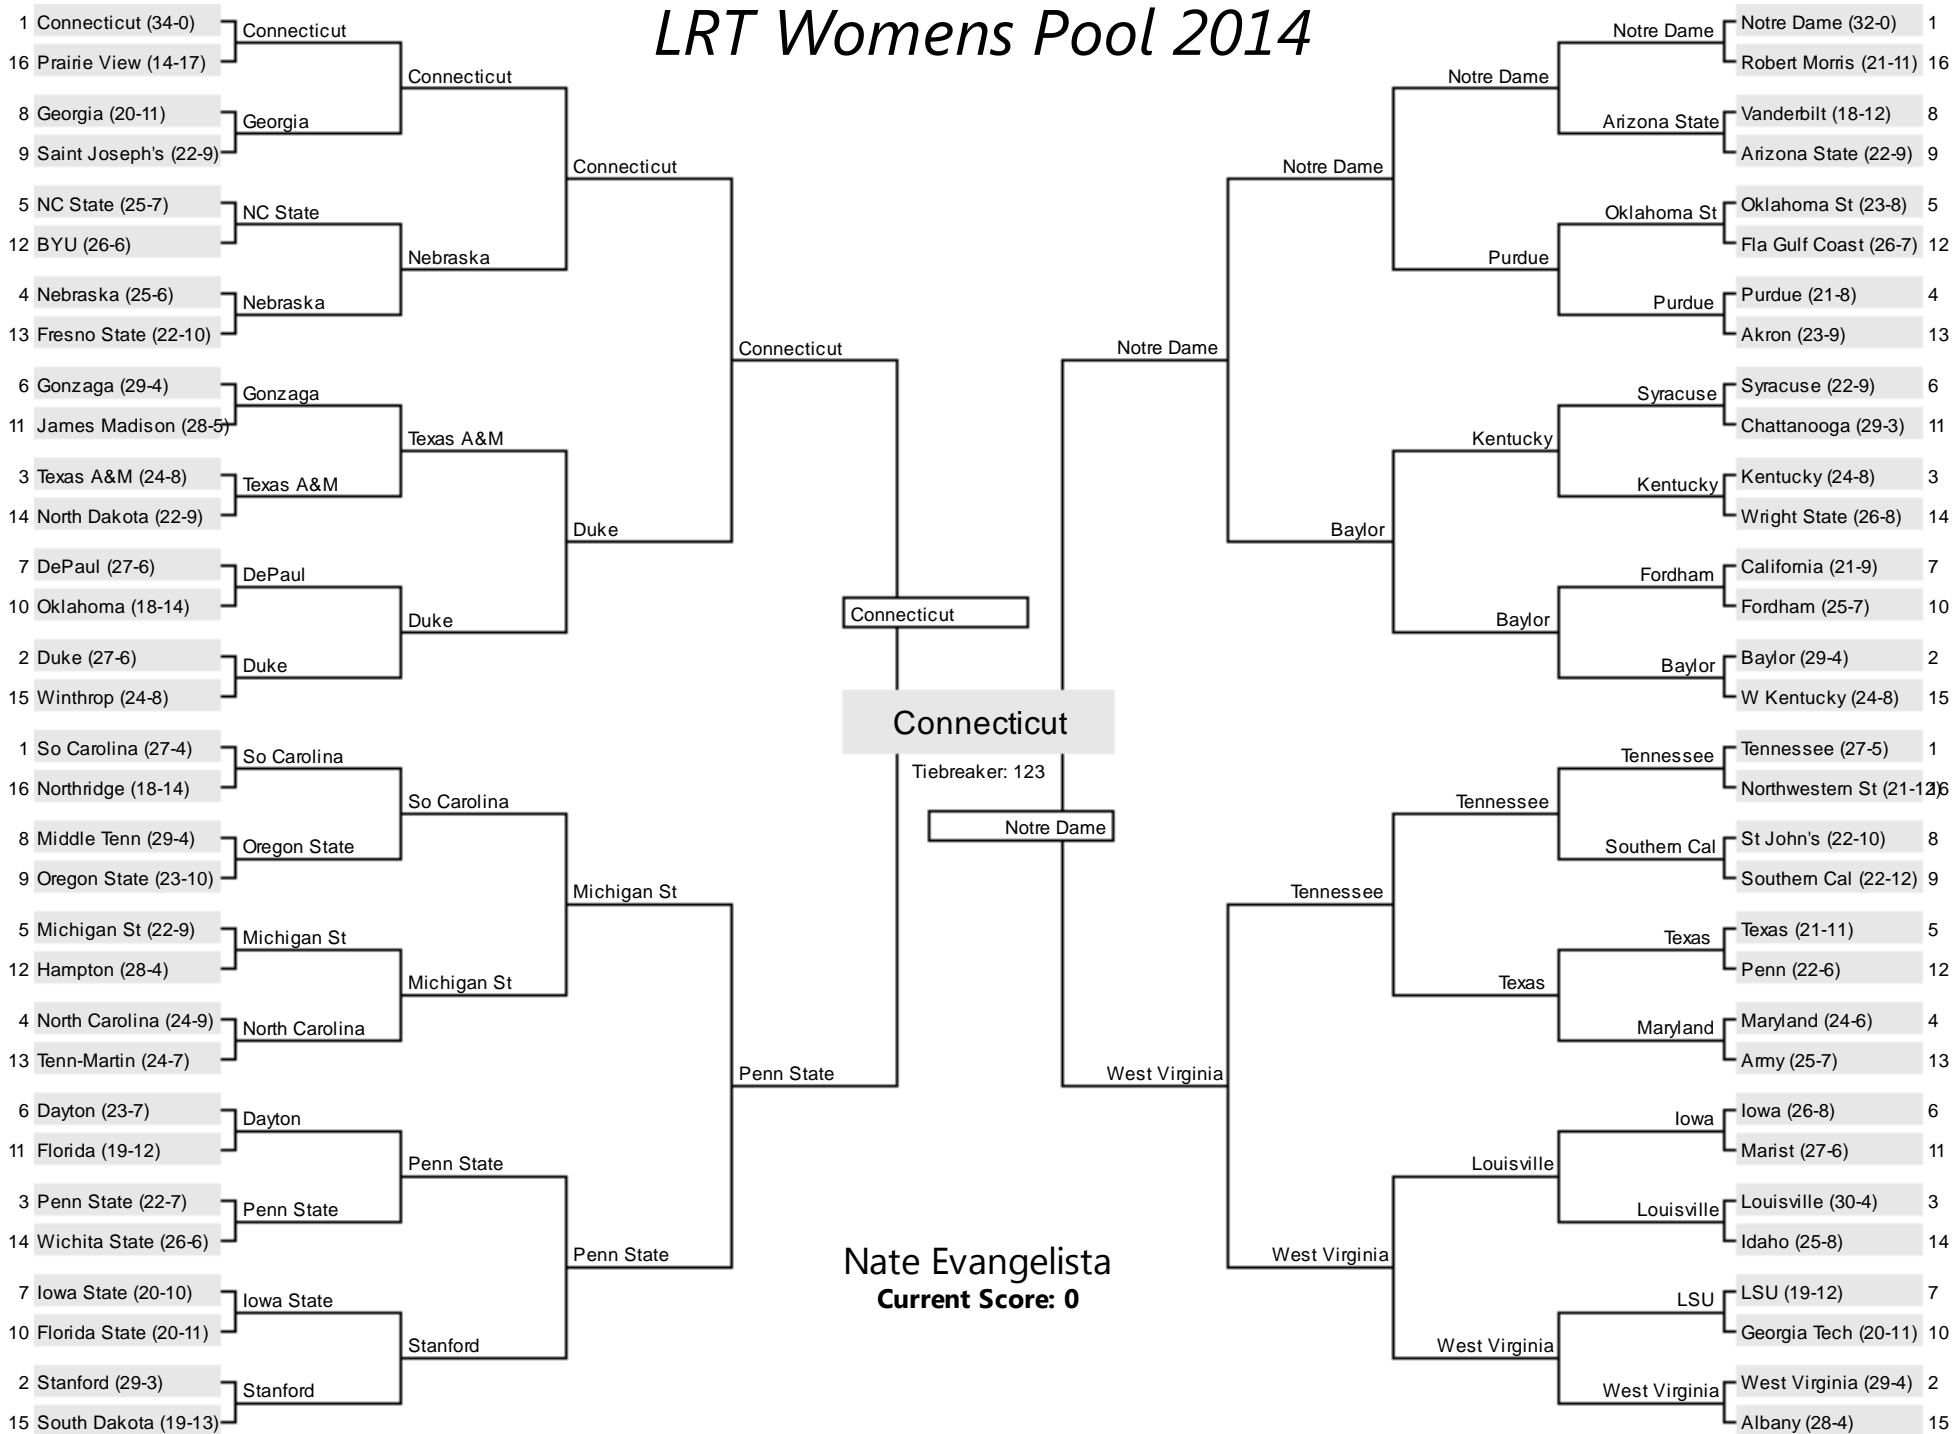 LRT Womens Pool 2014
1 Connecticut (34-0)
16 Prairie View (14-17)
8 Georgia (20-11)
9 Saint Joseph's (22-9)
5 NC State (25-7)
12 BYU (26-6)
4 Nebraska (25-6)
13 Fresno State (22-10)
6 Gonzaga (29-4)
11 James Madison (28-5)
3 Texas A&M (24-8)
14 North Dakota (22-9)
7 DePaul (27-6)
10 Oklahoma (18-14)
2 Duke (27-6)
15 Winthrop (24-8)
1 So Carolina (27-4)
16 Northridge (18-14)
8 Middle Tenn (29-4)
9 Oregon State (23-10)
5 Michigan St (22-9)
12 Hampton (28-4)
4 North Carolina (24-9)
13 Tenn-Martin (24-7)
6 Dayton (23-7)
11 Florida (19-12)
3 Penn State (22-7)
14 Wichita State (26-6)
7 Iowa State (20-10)
10 Florida State (20-11)
2 Stanford (29-3)
15 South Dakota (19-13)
Connecticut
Georgia
NC State
Nebraska
Gonzaga
Texas A&M
DePaul
Duke
So Carolina
Oregon State
Michigan St
North Carolina
Dayton
Penn State
Iowa State
Stanford
Connecticut
Nebraska
Texas A&M
Duke
So Carolina
Michigan St
Penn State
Stanford
Connecticut
Duke
Michigan St
Penn State
Connecticut
Penn State
Connecticut
Connecticut
Tiebreaker: 123
Notre Dame
Nate Evangelista
Current Score: 0
Notre Dame
West Virginia
Notre Dame
Baylor
Tennessee
West Virginia
Notre Dame
Purdue
Kentucky
Baylor
Tennessee
Texas
Louisville
West Virginia
Notre Dame
Arizona State
Oklahoma St
Purdue
Syracuse
Kentucky
Fordham
Baylor
Tennessee
Southern Cal
Texas
Maryland
Iowa
Louisville
LSU
West Virginia
Notre Dame (32-0) 1
Robert Morris (21-11) 16
Vanderbilt (18-12) 8
Arizona State (22-9) 9
Oklahoma St (23-8) 5
Fla Gulf Coast (26-7) 12
Purdue (21-8) 4
Akron (23-9) 13
Syracuse (22-9) 6
Chattanooga (29-3) 11
Kentucky (24-8) 3
Wright State (26-8) 14
California (21-9) 7
Fordham (25-7) 10
Baylor (29-4) 2
W Kentucky (24-8) 15
Tennessee (27-5) 1
Northwestern St (21-12) 16
St John's (22-10) 8
Southern Cal (22-12) 9
Texas (21-11) 5
Penn (22-6) 12
Maryland (24-6) 4
Army (25-7) 13
Iowa (26-8) 6
Marist (27-6) 11
Louisville (30-4) 3
Idaho (25-8) 14
LSU (19-12) 7
Georgia Tech (20-11) 10
West Virginia (29-4) 2
Albany (28-4) 15